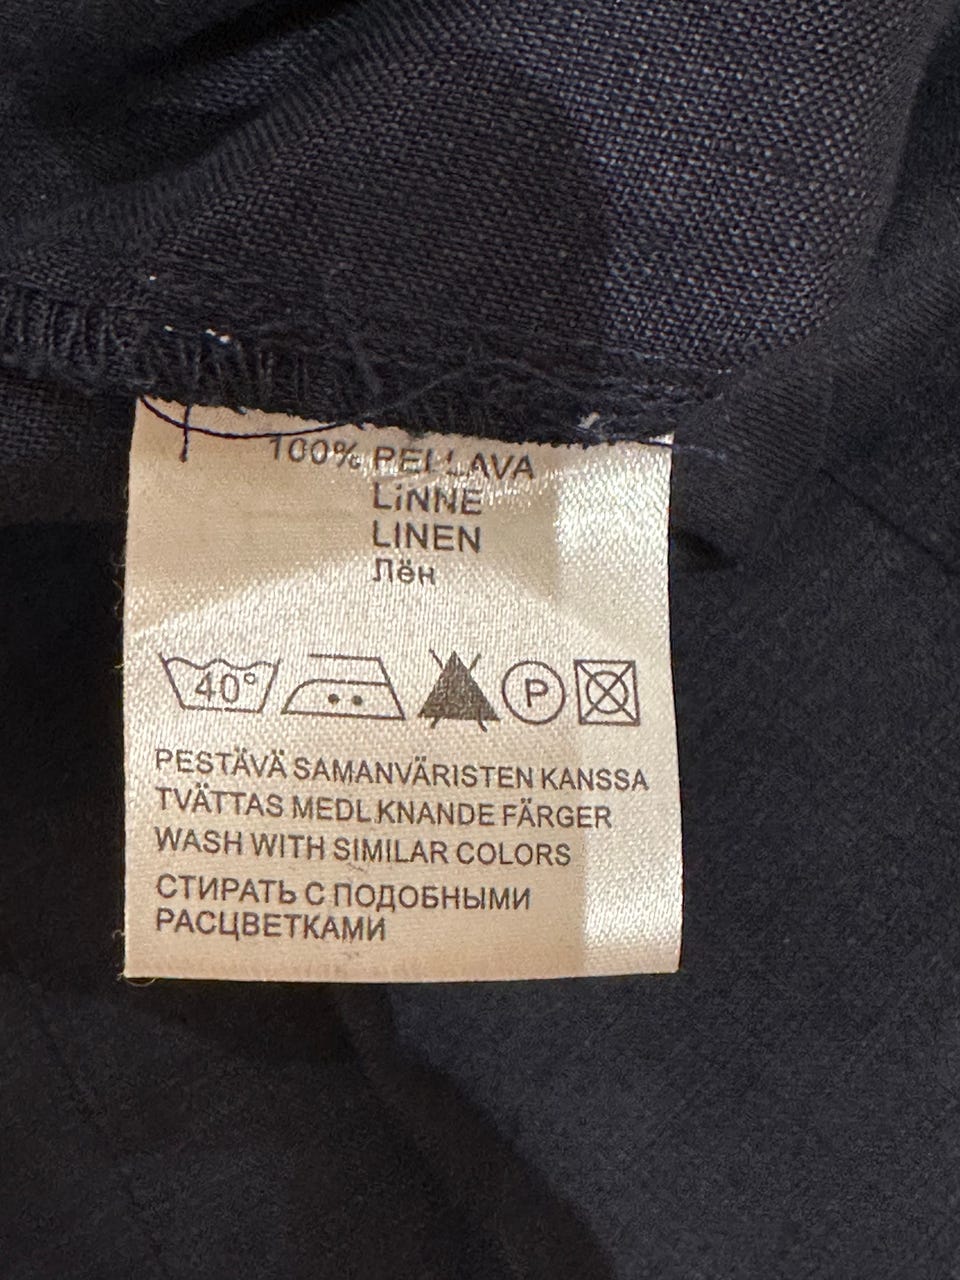 100% PELLAVA
LiNNE
LINEN
Лён
40°
P
PESTÄVÄ SAMANVÄRISTEN KANSSA
TVÄTTAS MEDL KNANDE FÄRGER
WASH WITH SIMILAR COLORS
СТИРАТЬ С ПОДОБНЫМИ
РАСЦВЕТКАМИ